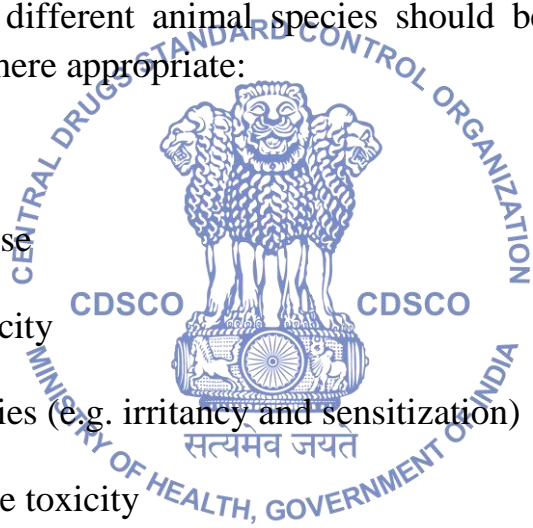 different animal species should be
here appropriate:
se
city
ies (e.g. irritancy and sensitization)
e toxicity
CENTRAL DRUGS STANDARD CONTROL ORGANIZATION
CDSCO CDSCO
सत्यमेव जयते
MINISTRY OF HEALTH, GOVERNMENT OF INDIA